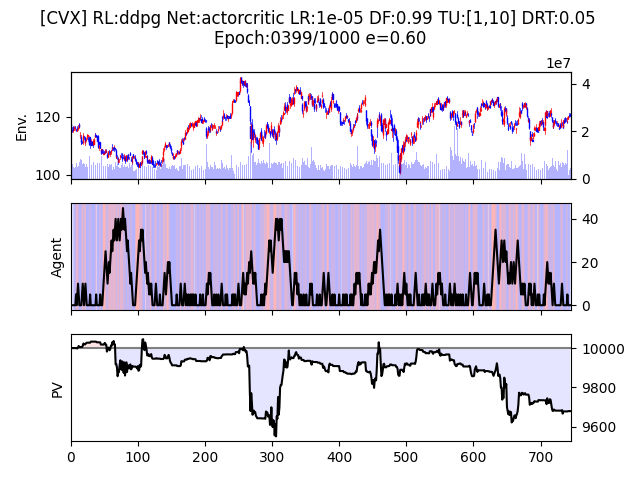 [CVX] RL:ddpg Net:actorcritic LR:1e-05 DF:0.99 TU:[1,10] DRT:0.05
Epoch:0399/1000 e=0.60
1e7
Env.
120
100
4
2
0
Agent
40
20
0
PV
10000
9800
9600
0 100 200 300 400 500 600 700